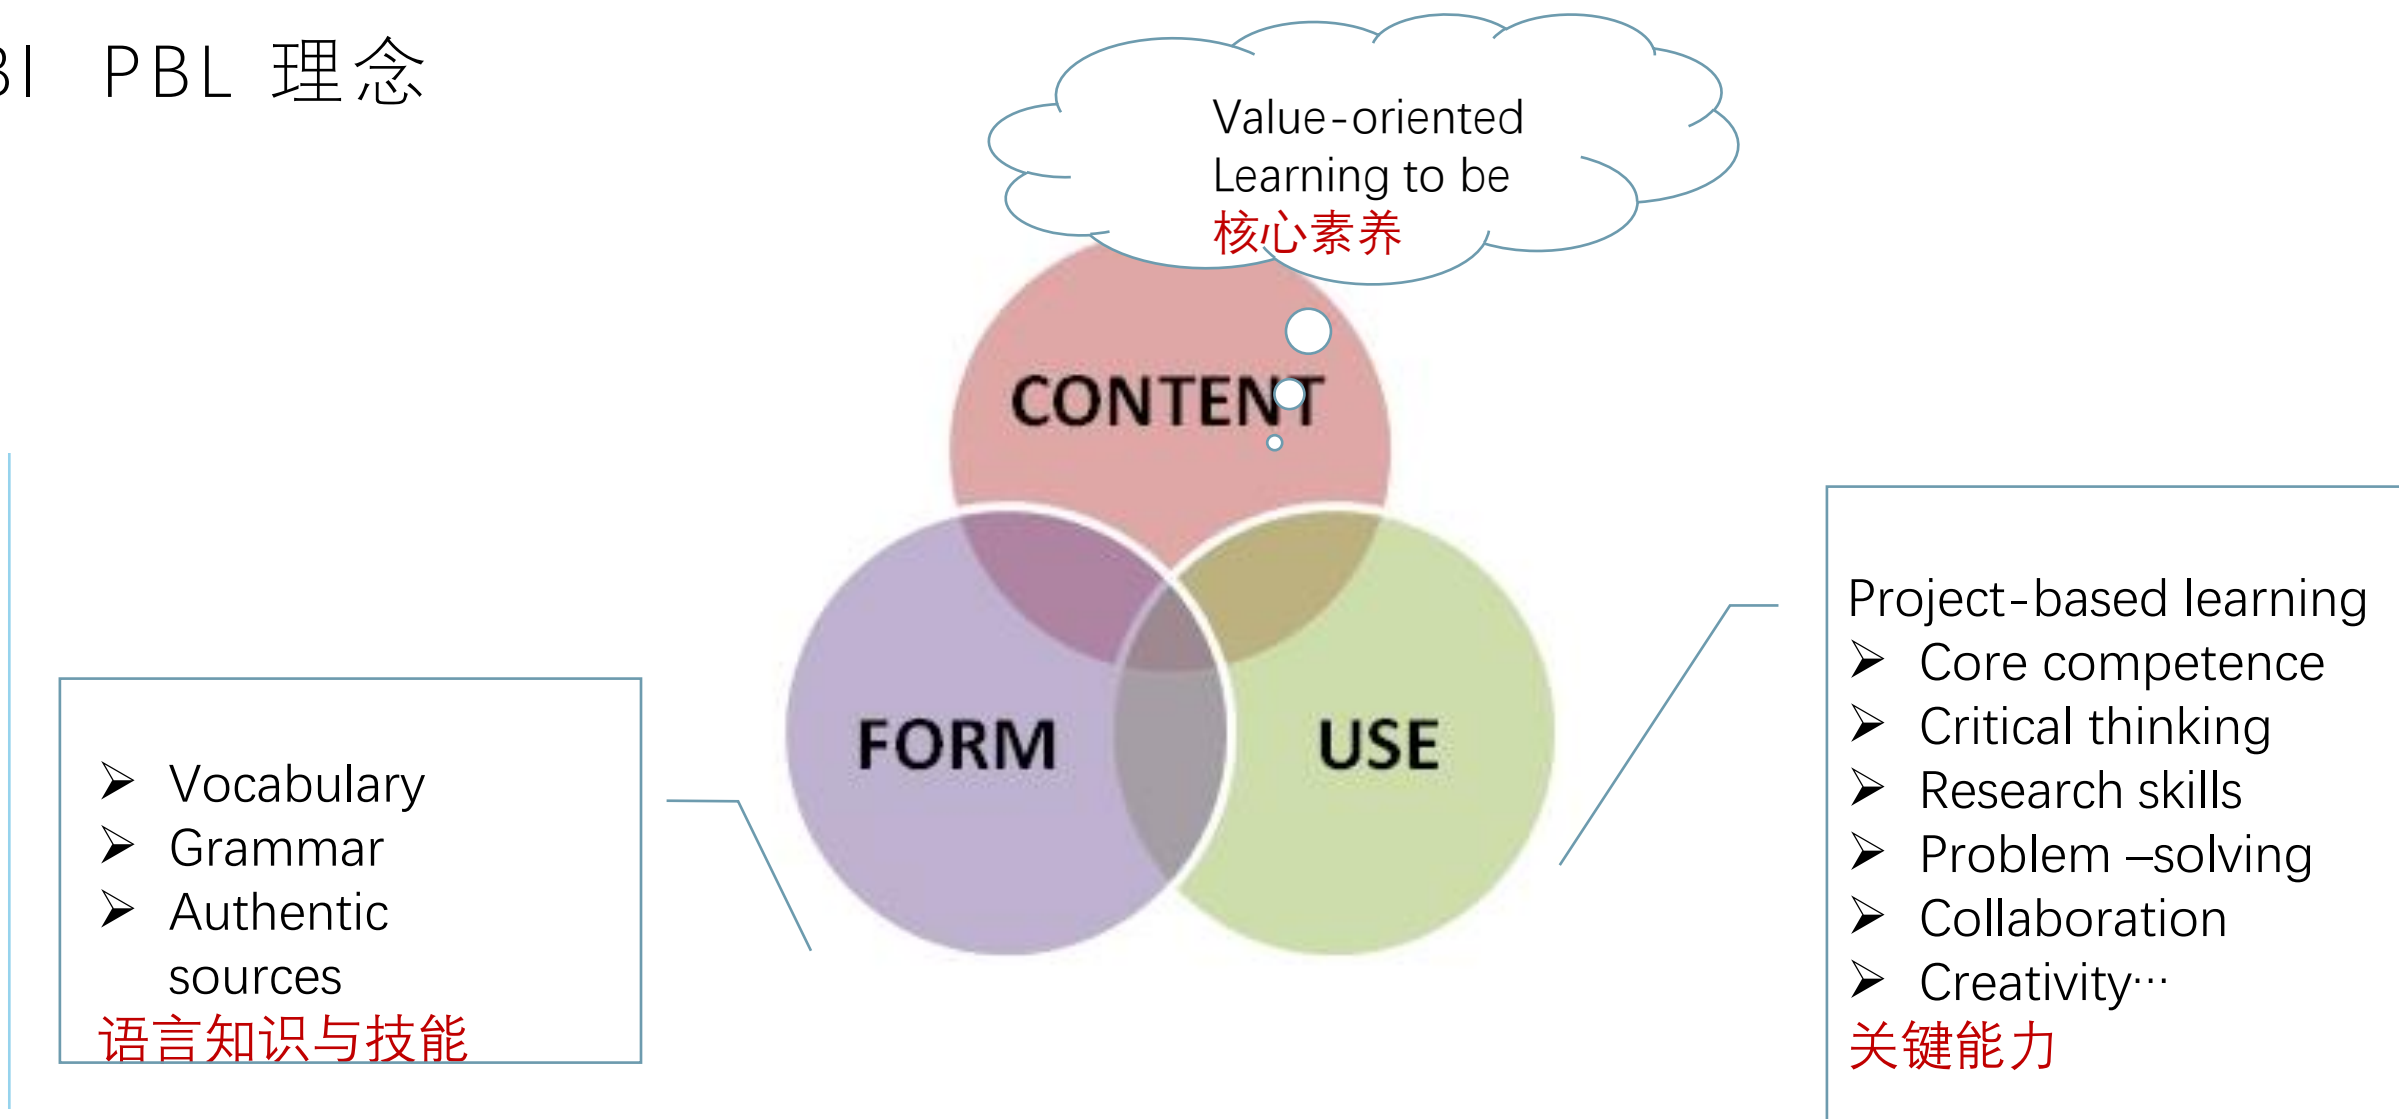 BI PBL 理念
Value-oriented
Learning to be
核心素养
CONTENT
FORM
USE
➢ Vocabulary
➢ Grammar
➢ Authentic
sources
语言知识与技能
Project-based learning
➢ Core competence
➢ Critical thinking
➢ Research skills
➢ Problem –solving
➢ Collaboration
➢ Creativity…
关键能力